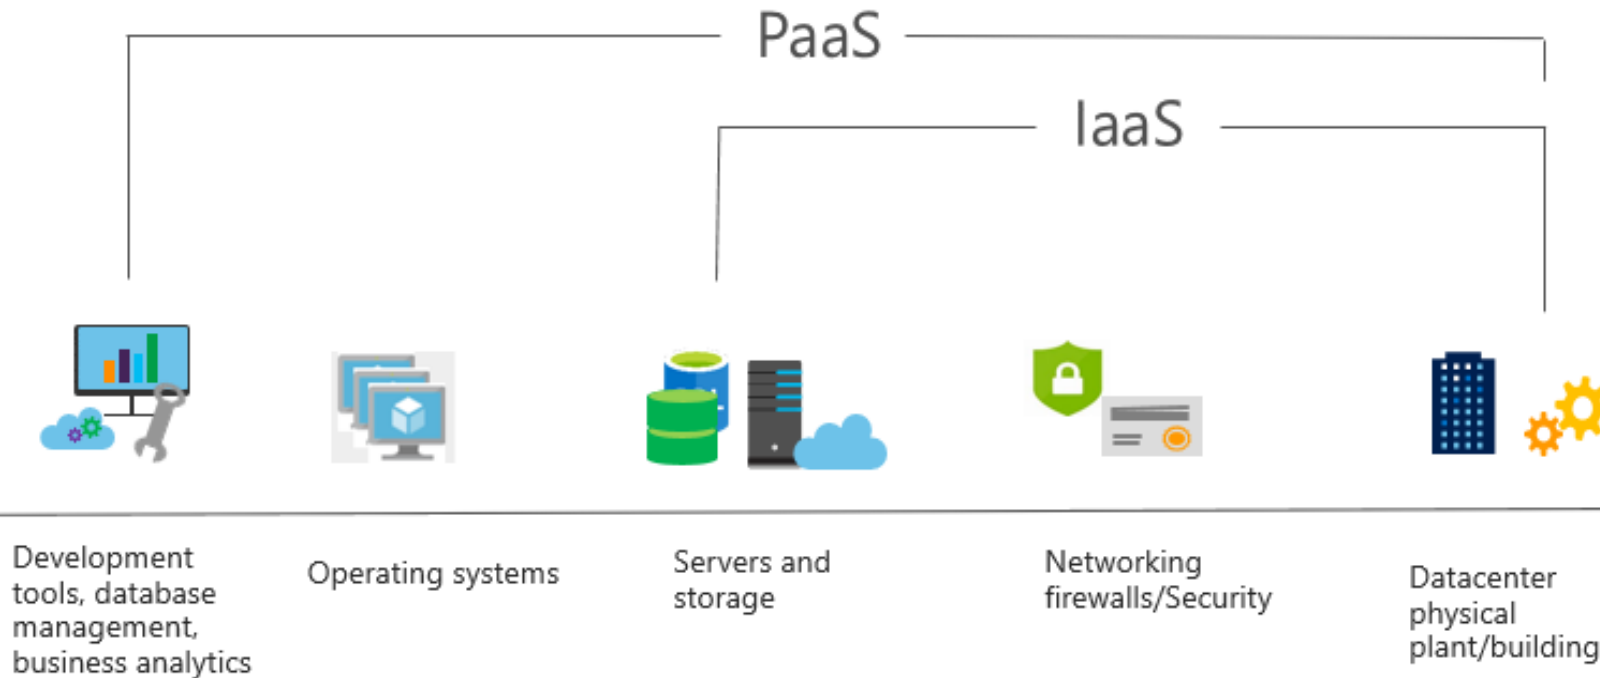 PaaS
IaaS
Development
tools, database
management,
business analytics
Operating systems
Servers and
storage
Networking
firewalls/Security
Datacenter
physical
plant/building